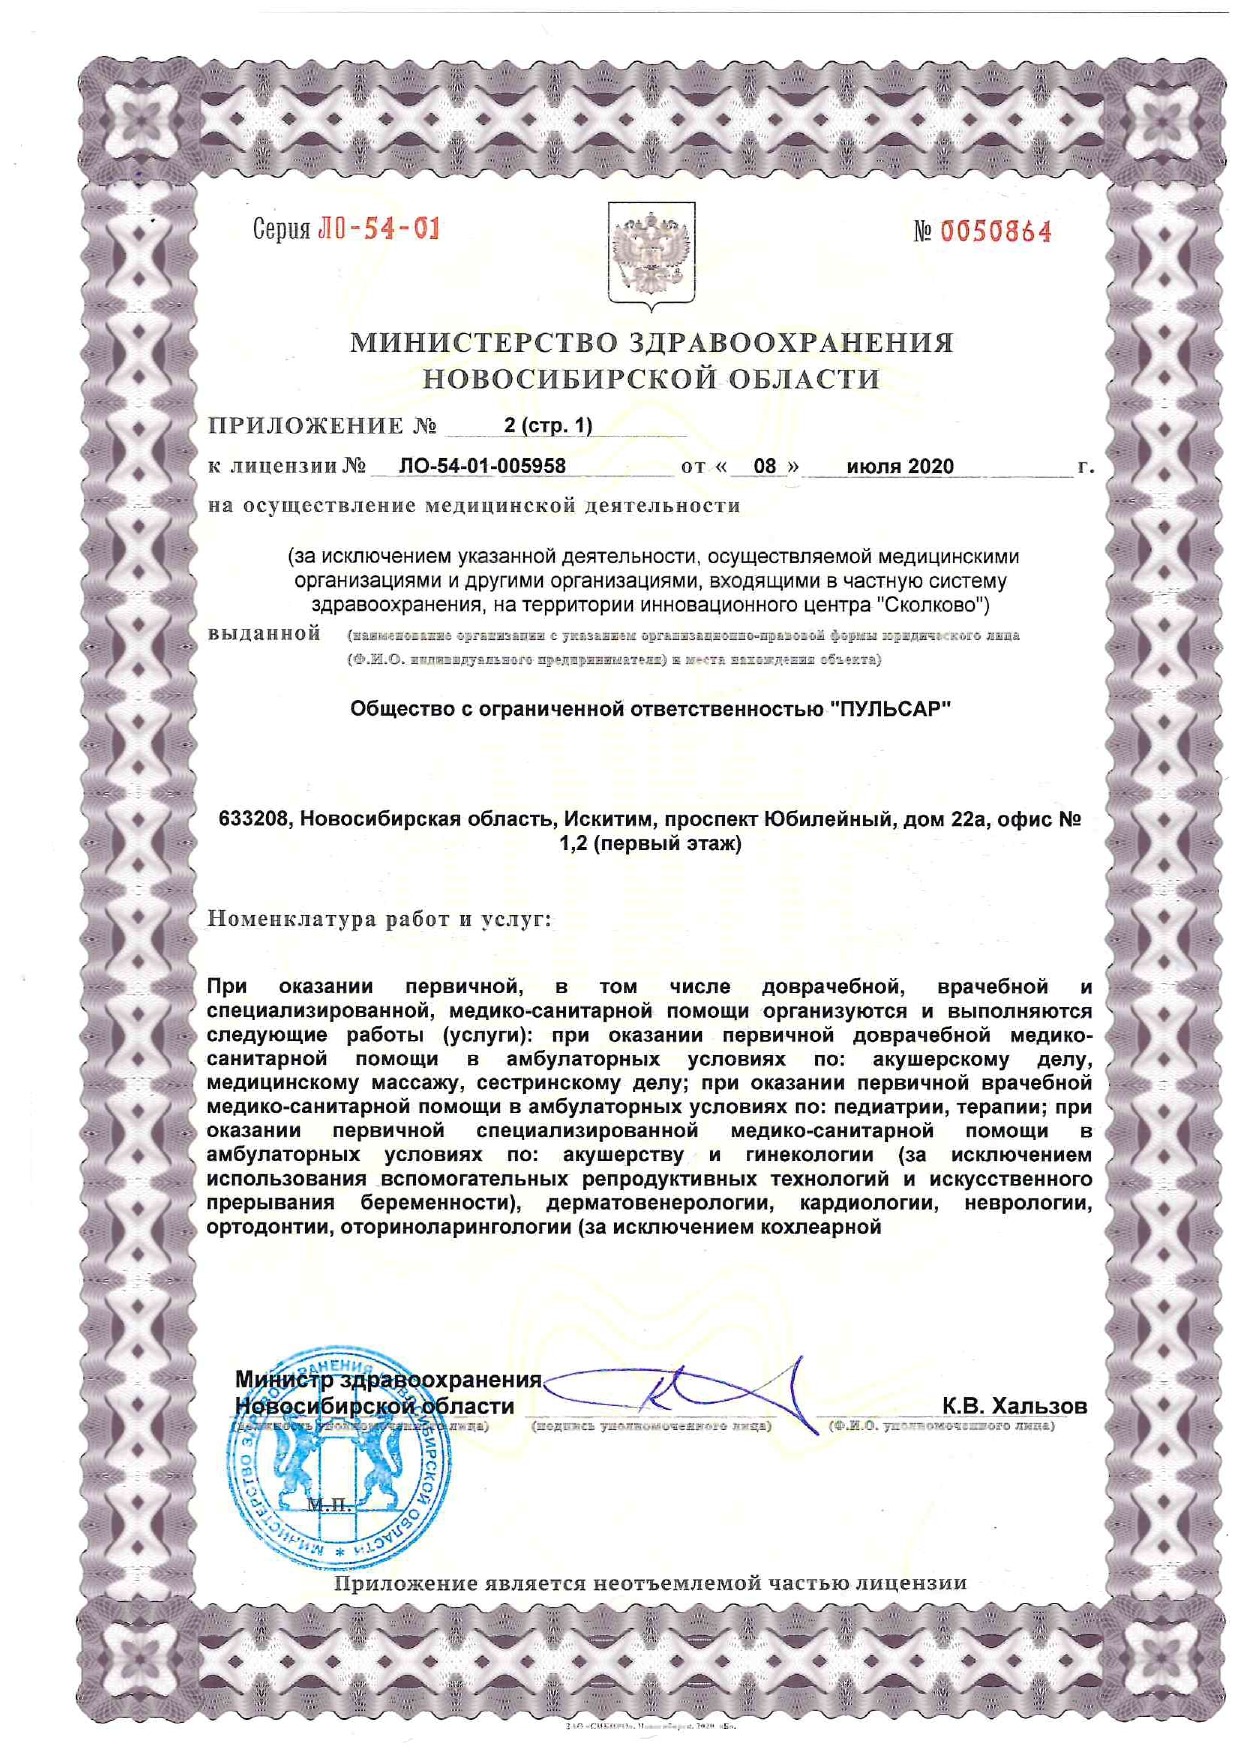 Серия ЛО-54-01
№ 0050864
МИНИСТЕРСТВО ЗДРАВООХРАНЕНИЯ
НОВОСИБИРСКОЙ ОБЛАСТИ
ПРИЛОЖЕНИЕ № 2 (стр. 1)
к лицензии № ЛО-54-01-005958 от « 08 » июля 2020 г.
на осуществление медицинской деятельности
(за исключением указанной деятельности, осуществляемой медицинскими
организациями и другими организациями, входящими в частную систему
здравоохранения, на территории инновационного центра "Сколково")
выданной (наименование организации с указанием организационно-правовой формы юридического лица
(Ф.И.О. индивидуального предпринимателя) и места нахождения объекта)
Общество с ограниченной ответственностью "ПУЛЬСАР"
633208, Новосибирская область, Искитим, проспект Юбилейный, дом 22а, офис №
1,2 (первый этаж)
Номенклатура работ и услуг:
При оказании первичной, в том числе доврачебной, врачебной и
специализированной, медико-санитарной помощи организуются и выполняются
следующие работы (услуги): при оказании первичной доврачебной медико-
санитарной помощи в амбулаторных условиях по: акушерскому делу,
медицинскому массажу, сестринскому делу; при оказании первичной врачебной
медико-санитарной помощи в амбулаторных условиях по: педиатрии, терапии; при
оказании первичной специализированной медико-санитарной помощи в
амбулаторных условиях по: акушерству и гинекологии (за исключением
использования вспомогательных репродуктивных технологий и искусственного
прерывания беременности), дерматовенерологии, кардиологии, неврологии,
ортодонтии, оториноларингологии (за исключением кохлеарной
Министр здравоохранения
Новосибирской области К.В. Хальзов
(должность уполномоченного лица) (подпись уполномоченного лица) (Ф.И.О. уполномоченного лица)
МИНИСТЕРСТВО ЗДРАВООХРАНЕНИЯ НОВОСИБИРСКОЙ ОБЛАСТИ *
М.П.
Приложение является неотъемлемой частью лицензии